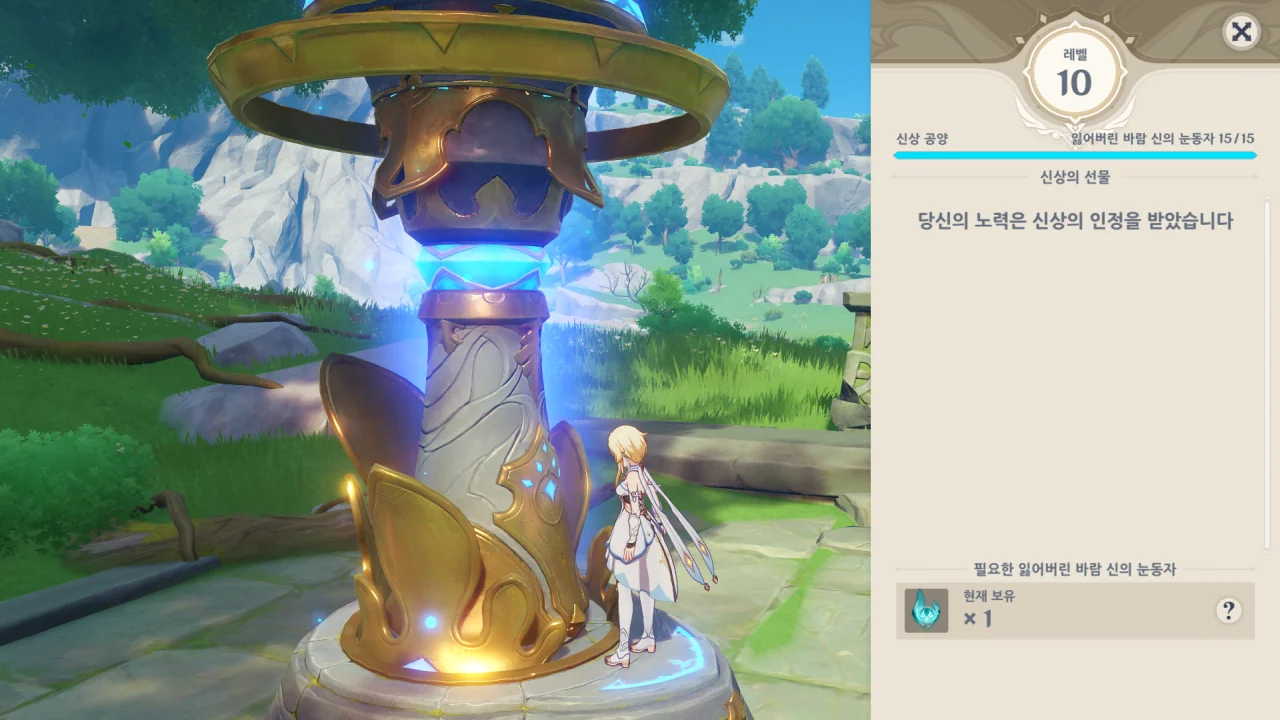 레벨
10
신상 공양
잃어버린 바람 신의 눈동자 15/15
신상의 선물
당신의 노력은 신상의 인정을 받았습니다
필요한 잃어버린 바람 신의 눈동자
현재 보유
× 1
?